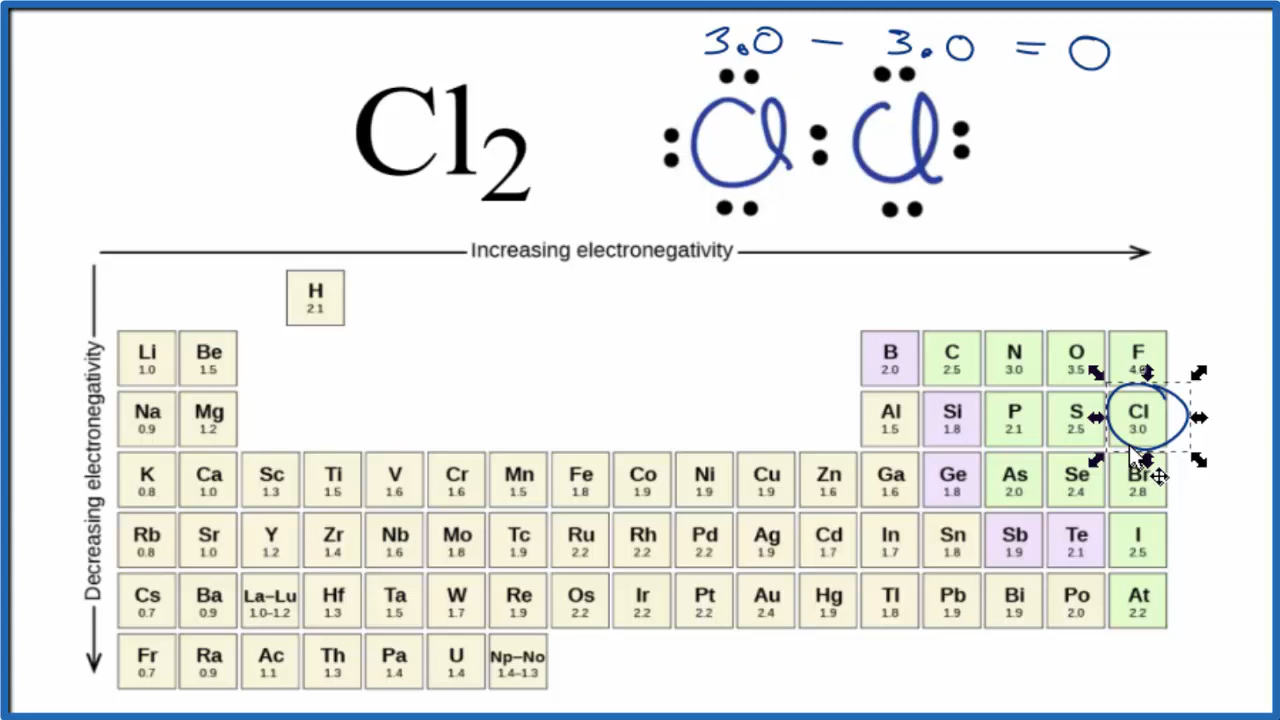 3.0 - 3.0 = 0
Cl2
Cl Cl
Increasing electronegativity
Decreasing electronegativity
H
2.1
Li Be B C N O F
1.0 1.5 2.0 2.5 3.0 3.5
Na Mg Al Si P S Cl
0.9 1.2 1.5 1.8 2.1 2.5 3.0
K Ca Sc Ti V Cr Mn Fe Co Ni Cu Zn Ga Ge As Se Br
0.8 1.0 1.3 1.5 1.6 1.6 1.5 1.8 1.9 1.9 1.9 1.6 1.6 1.8 2.0 2.4 2.8
Rb Sr Y Zr Nb Mo Tc Ru Rh Pd Ag Cd In Sn Sb Te I
0.8 1.0 1.2 1.4 1.6 1.8 1.9 2.2 2.2 2.2 1.9 1.7 1.7 1.8 1.9 2.1 2.5
Cs Ba La–Lu Hf Ta W Re Os Ir Pt Au Hg Tl Pb Bi Po At
0.7 0.9 1.0–1.2 1.3 1.5 1.7 1.9 2.2 2.2 2.2 2.4 1.9 1.8 1.9 1.9 2.0 2.2
Fr Ra Ac Th Pa U Np–No
0.7 0.9 1.1 1.3 1.4 1.4 1.4–1.3